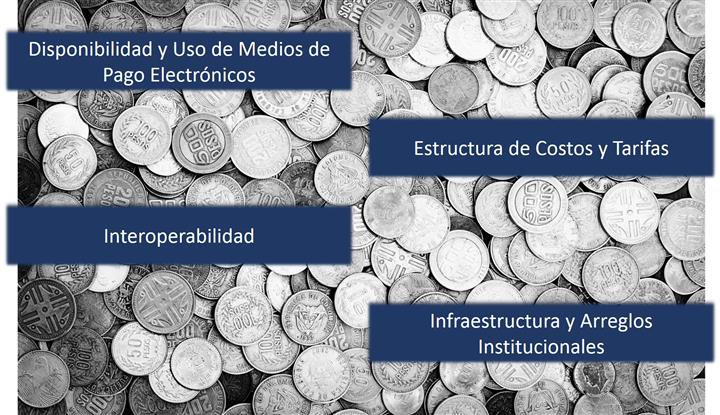 Disponibilidad y Uso de Medios de
Pago Electrónicos
Estructura de Costos y Tarifas
Interoperabilidad
Infraestructura y Arreglos
Institucionales